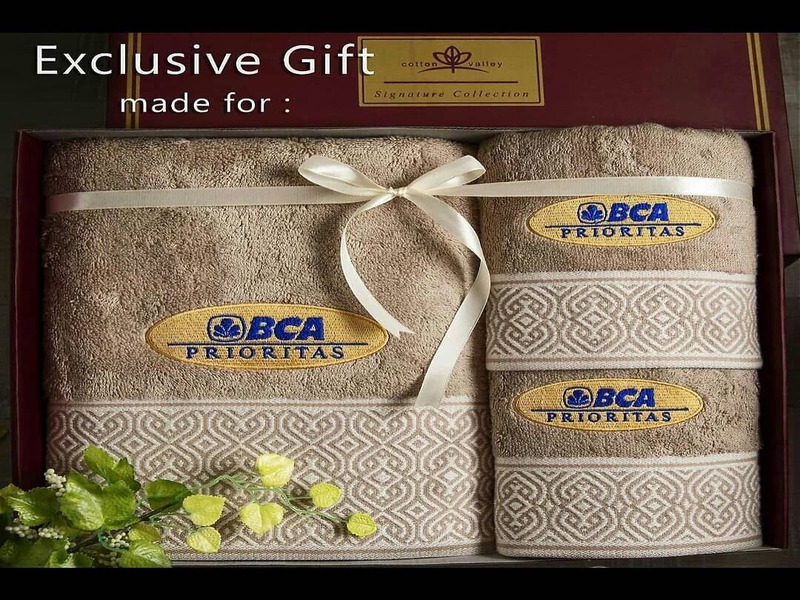 Exclusive Gift
made for :
cotton valley
Signature Collection
BCA
PRIORITAS
BCA
PRIORITAS
BCA
PRIORITAS